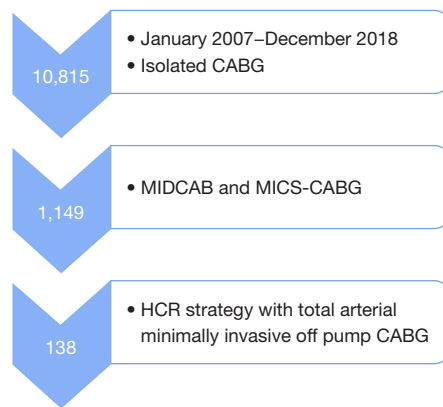 10,815
• January 2007–December 2018
• Isolated CABG
1,149
• MIDCAB and MICS-CABG
138
• HCR strategy with total arterial
minimally invasive off pump CABG